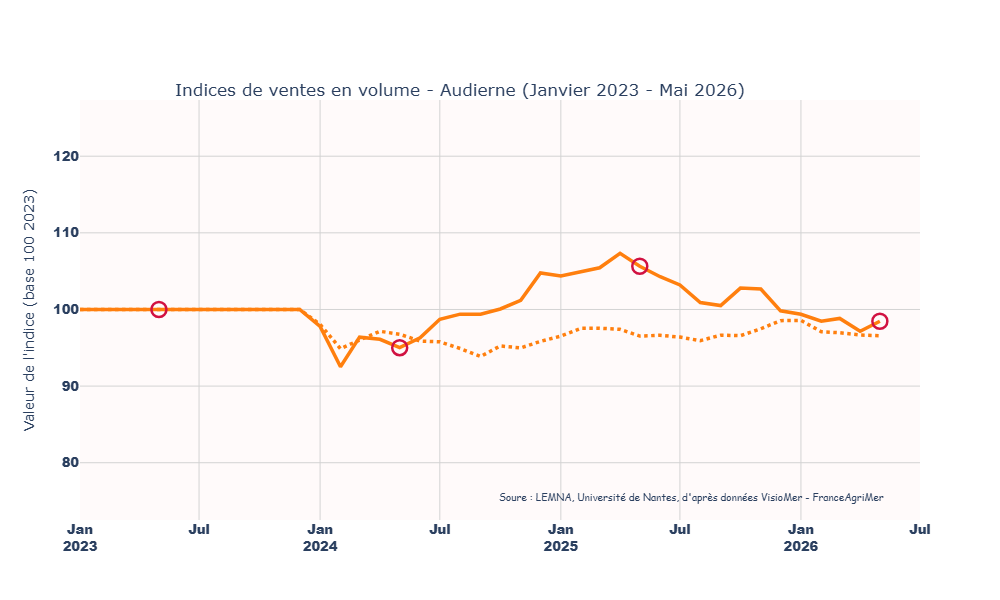 Indices de ventes en volume - Audierne (Janvier 2023 - Mai 2026)
Valeur de l'indice (base 100 2023)
120
110
100
90
80
Soure : LEMNA, Université de Nantes, d'après données VisioMer - FranceAgriMer
Jan Jul Jan Jul Jan Jul Jan Jul
2023 2024 2025 2026